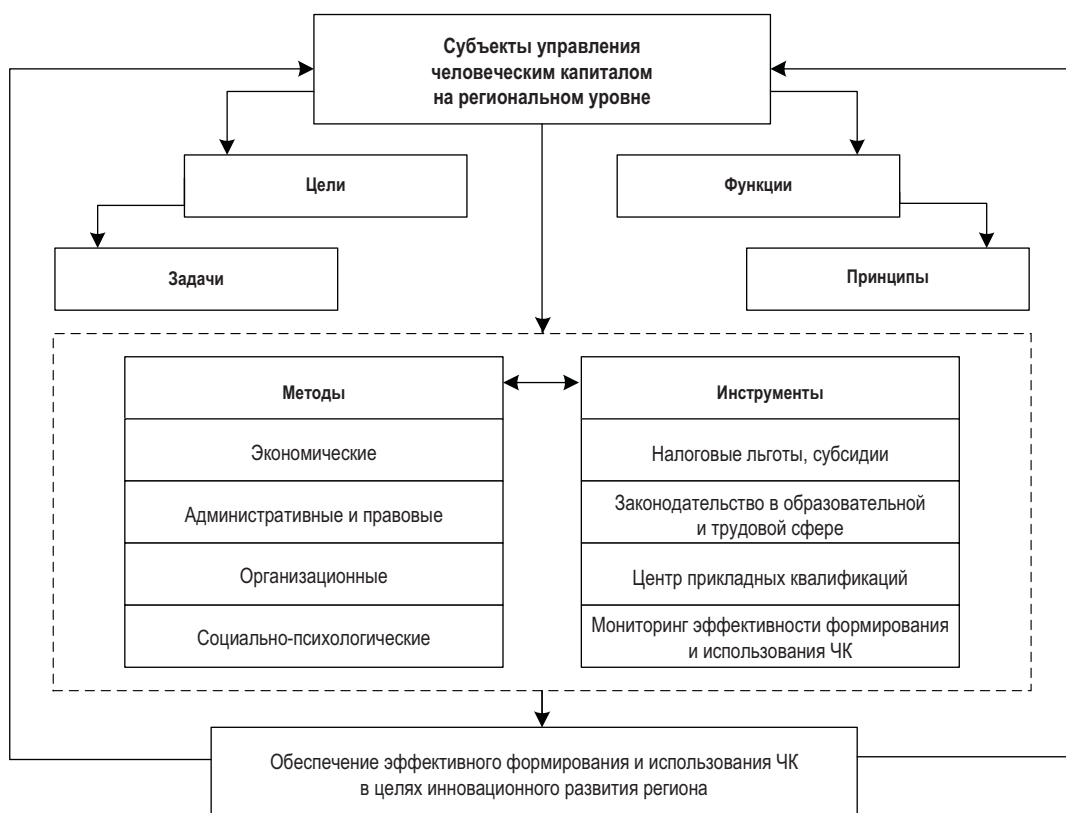 Субъекты управления
человеческим капиталом
на региональном уровне
Цели
Функции
Задачи
Принципы
Методы
Инструменты
Экономические
Налоговые льготы, субсидии
Административные и правовые
Законодательство в образовательной
и трудовой сфере
Организационные
Центр прикладных квалификаций
Социально-психологические
Мониторинг эффективности формирования
и использования ЧК
Обеспечение эффективного формирования и использования ЧК
в целях инновационного развития региона